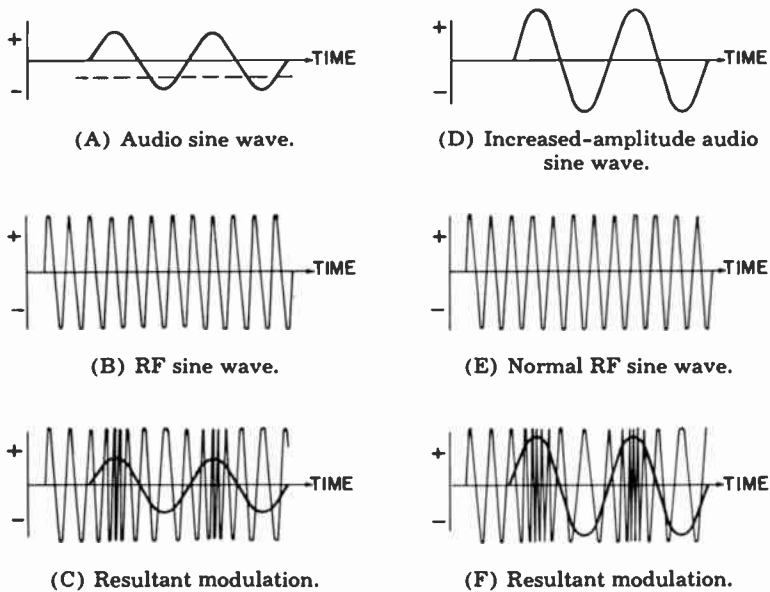 +
TIME
−
(A) Audio sine wave.
+
TIME
−
(D) Increased-amplitude audio
sine wave.
+
TIME
−
(B) RF sine wave.
+
TIME
−
(E) Normal RF sine wave.
+
TIME
−
(C) Resultant modulation.
+
TIME
−
(F) Resultant modulation.